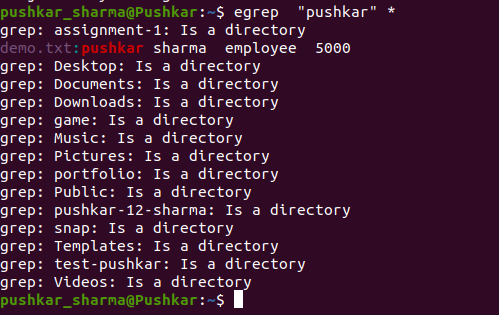 pushkar_sharma@Pushkar:~$ egrep  "pushkar" *
grep: assignment-1: Is a directory
demo.txt:pushkar sharma  employee  5000
grep: Desktop: Is a directory
grep: Documents: Is a directory
grep: Downloads: Is a directory
grep: game: Is a directory
grep: Music: Is a directory
grep: Pictures: Is a directory
grep: portfolio: Is a directory
grep: Public: Is a directory
grep: pushkar-12-sharma: Is a directory
grep: snap: Is a directory
grep: Templates: Is a directory
grep: test-pushkar: Is a directory
grep: Videos: Is a directory
pushkar_sharma@Pushkar:~$